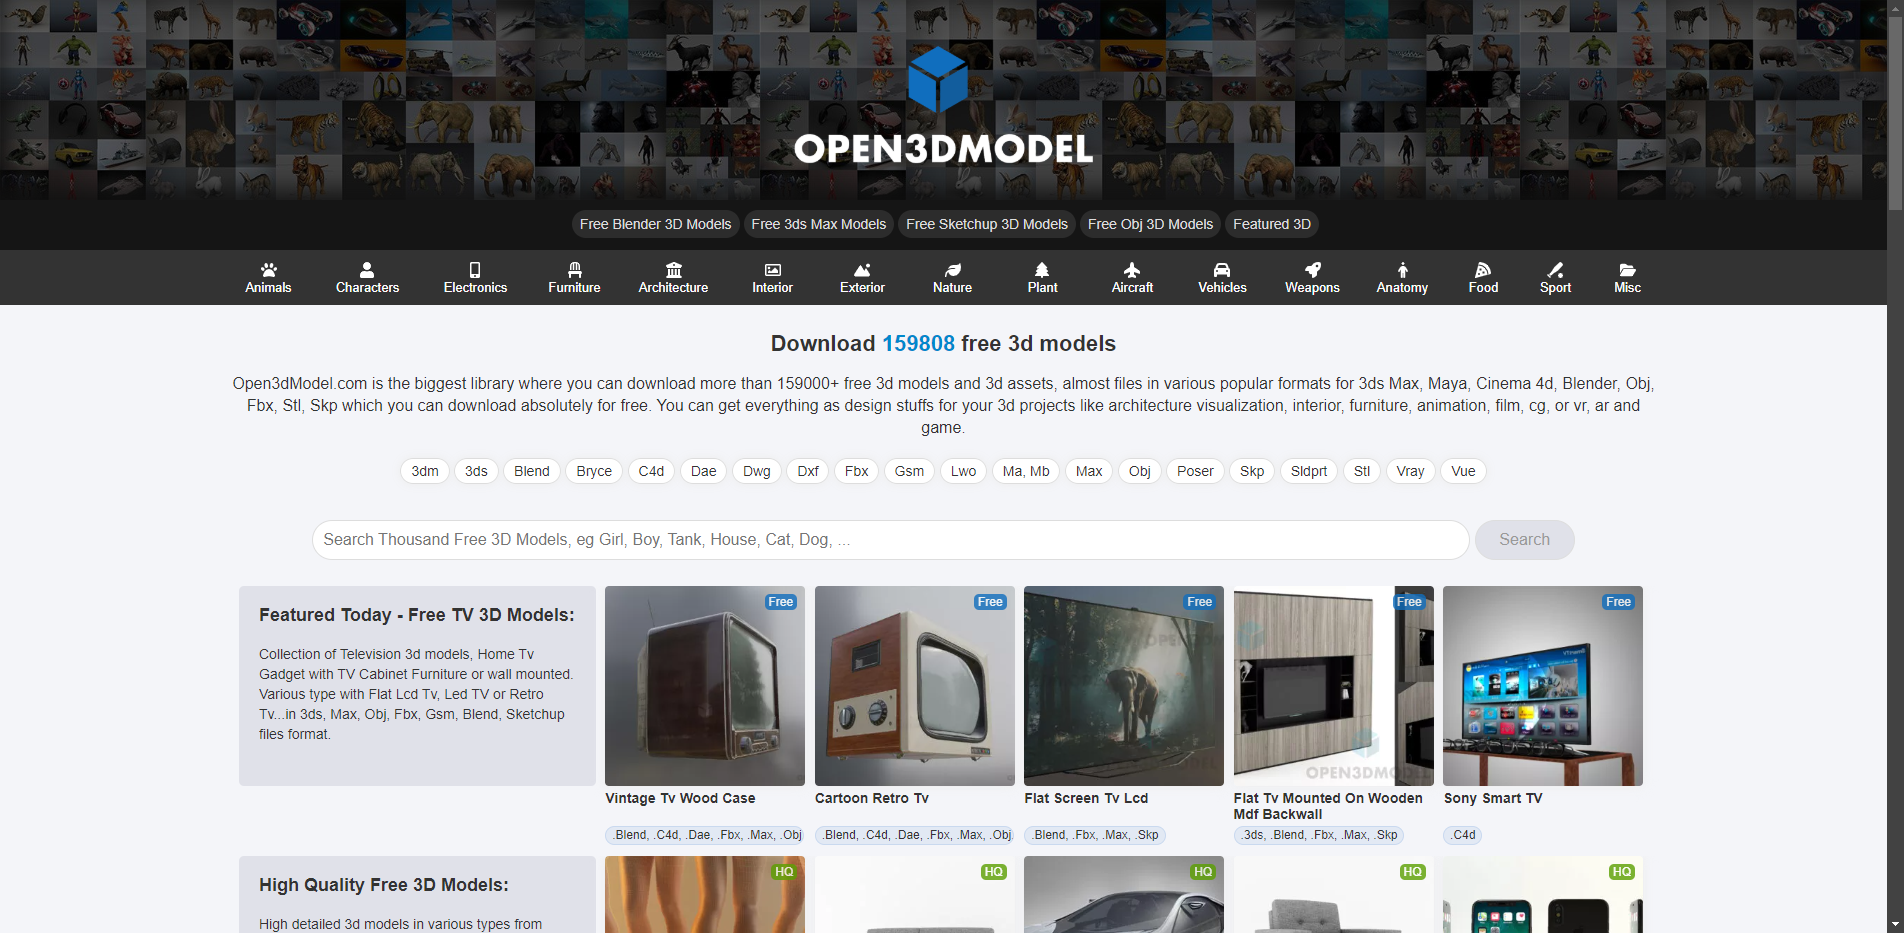 OPEN3DMODEL
Free Blender 3D Models
Free 3ds Max Models
Free Sketchup 3D Models
Free Obj 3D Models
Featured 3D
Animals
Characters
Electronics
Furniture
Architecture
Interior
Exterior
Nature
Plant
Aircraft
Vehicles
Weapons
Anatomy
Food
Sport
Misc
Download 159808 free 3d models
Open3dModel.com is the biggest library where you can download more than 159000+ free 3d models and 3d assets, almost files in various popular formats for 3ds Max, Maya, Cinema 4d, Blender, Obj,
Fbx, Stl, Skp which you can download absolutely for free. You can get everything as design stuffs for your 3d projects like architecture visualization, interior, furniture, animation, film, cg, or vr, ar and
game.
3dm
3ds
Blend
Bryce
C4d
Dae
Dwg
Dxf
Fbx
Gsm
Lwo
Ma, Mb
Max
Obj
Poser
Skp
Sldprt
Stl
Vray
Vue
Search Thousand Free 3D Models, eg Girl, Boy, Tank, House, Cat, Dog, ...
Search
Featured Today - Free TV 3D Models:
Collection of Television 3d models, Home Tv
Gadget with TV Cabinet Furniture or wall mounted.
Various type with Flat Lcd Tv, Led TV or Retro
Tv...in 3ds, Max, Obj, Fbx, Gsm, Blend, Sketchup
files format.
Free
Vintage Tv Wood Case
.Blend, .C4d, .Dae, .Fbx, .Max, .Obj
Free
Cartoon Retro Tv
.Blend, .C4d, .Dae, .Fbx, .Max, .Obj
Free
Flat Screen Tv Lcd
.Blend, .Fbx, .Max, .Skp
Free
OPEN3DMODEL
Flat Tv Mounted On Wooden
Mdf Backwall
.3ds, .Blend, .Fbx, .Max, .Skp
Free
Sony Smart TV
.C4d
High Quality Free 3D Models:
High detailed 3d models in various types from
HQ
HQ
HQ
HQ
HQ